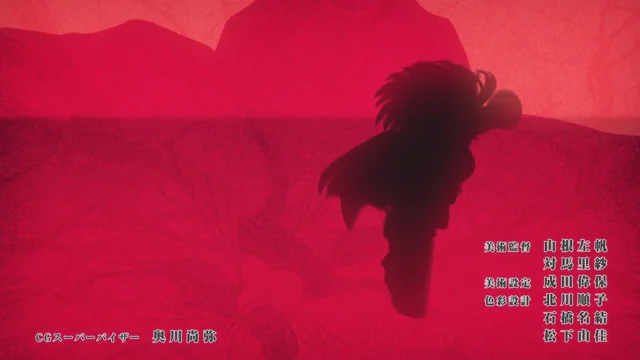 美術監督 山根左帆
対馬里紗
美術設定 成田偉保
色彩設計 北川順子
石橋名結
松下由佳
CGスーパーバイザー 奥川尚弥